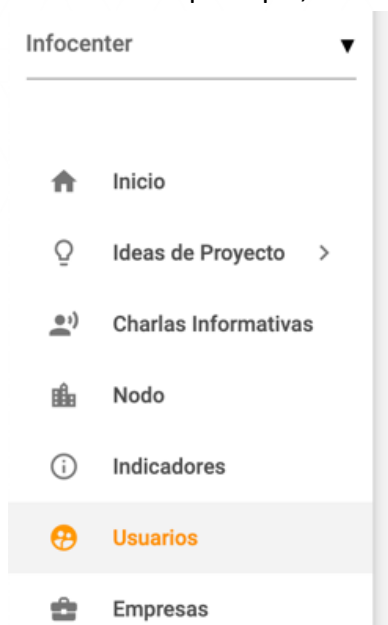 Infocenter
Inicio
Ideas de Proyecto
Charlas Informativas
Nodo
Indicadores
Usuarios
Empresas